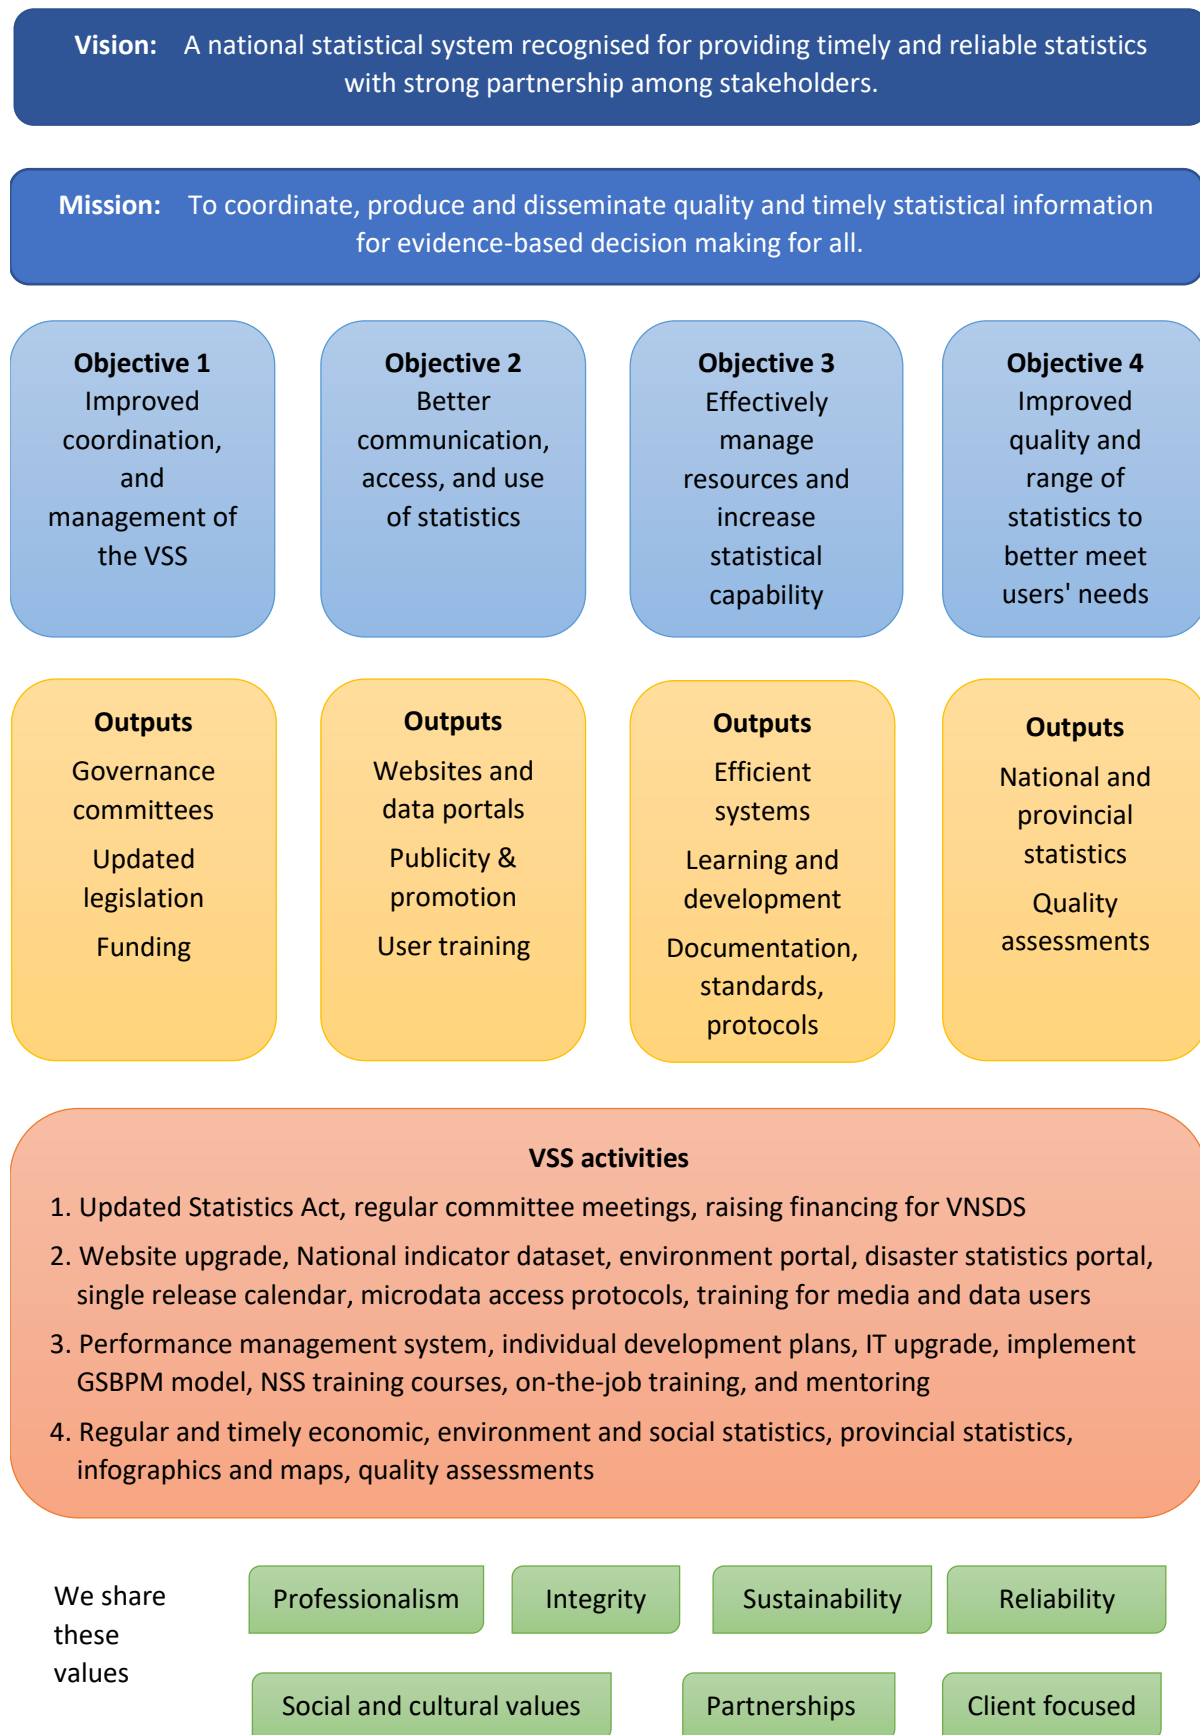 Vision: A national statistical system recognised for providing timely and reliable statistics
with strong partnership among stakeholders.
Mission: To coordinate, produce and disseminate quality and timely statistical information
for evidence-based decision making for all.
Objective 1
Improved
coordination,
and
management of
the VSS
Objective 2
Better
communication,
access, and use
of statistics
Objective 3
Effectively
manage
resources and
increase
statistical
capability
Objective 4
Improved
quality and
range of
statistics to
better meet
users' needs
Outputs
Governance
committees
Updated
legislation
Funding
Outputs
Websites and
data portals
Publicity &
promotion
User training
Outputs
Efficient
systems
Learning and
development
Documentation,
standards,
protocols
Outputs
National and
provincial
statistics
Quality
assessments
VSS activities
1. Updated Statistics Act, regular committee meetings, raising financing for VNSDS
2. Website upgrade, National indicator dataset, environment portal, disaster statistics portal,
single release calendar, microdata access protocols, training for media and data users
3. Performance management system, individual development plans, IT upgrade, implement
GSBPM model, NSS training courses, on-the-job training, and mentoring
4. Regular and timely economic, environment and social statistics, provincial statistics,
infographics and maps, quality assessments
We share
these
values
Professionalism
Integrity
Sustainability
Reliability
Social and cultural values
Partnerships
Client focused